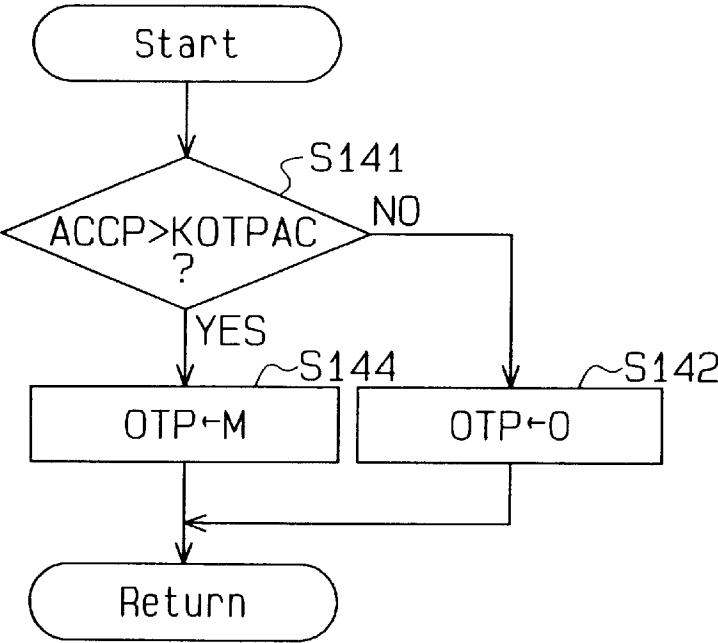 Start
S141
ACCP>KOTPAC
?
NO
YES
S144
S142
OTP←M
OTP←0
Return